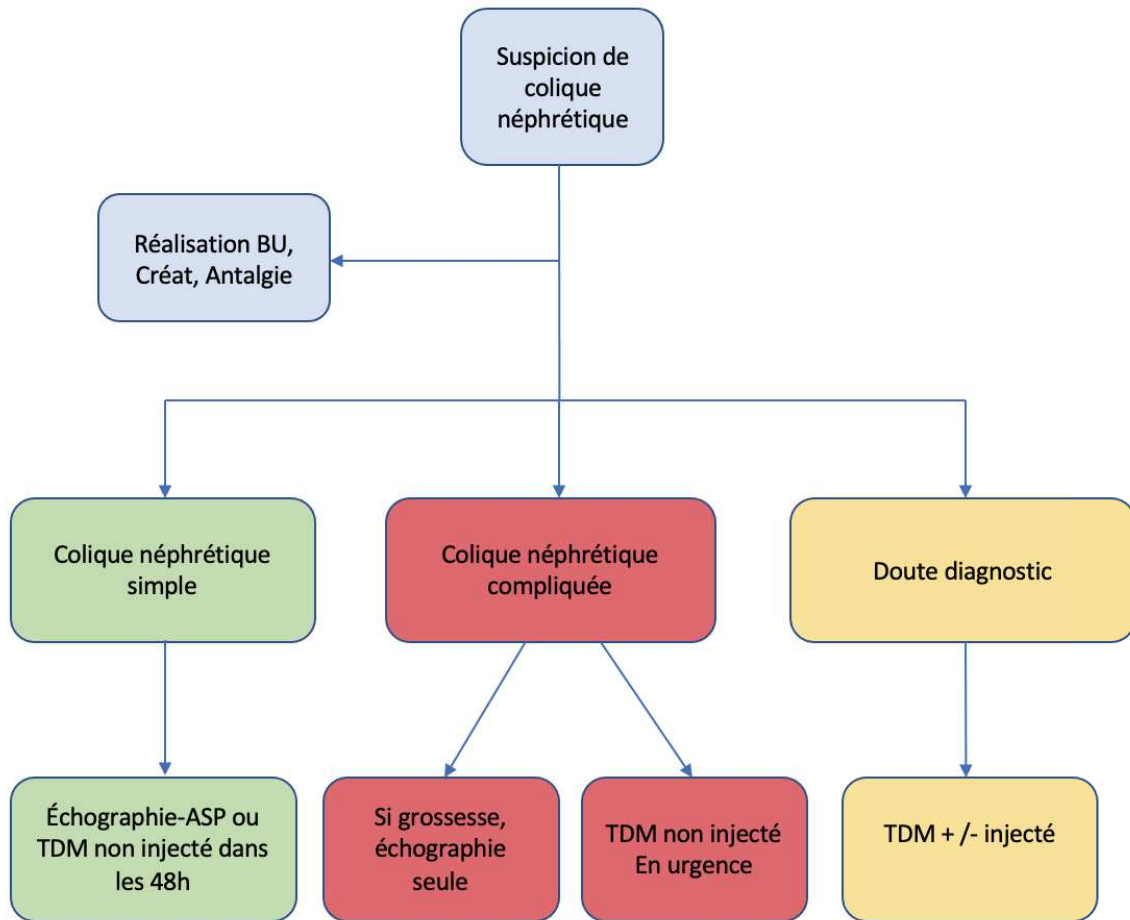 Suspicion de
colique
néphrétique
Réalisation BU,
Créat, Antalgie
Colique néphrétique
simple
Colique néphrétique
compliquée
Doute diagnostic
Échographie-ASP ou
TDM non injecté dans
les 48h
Si grossesse,
échographie
seule
TDM non injecté
En urgence
TDM + /- injecté